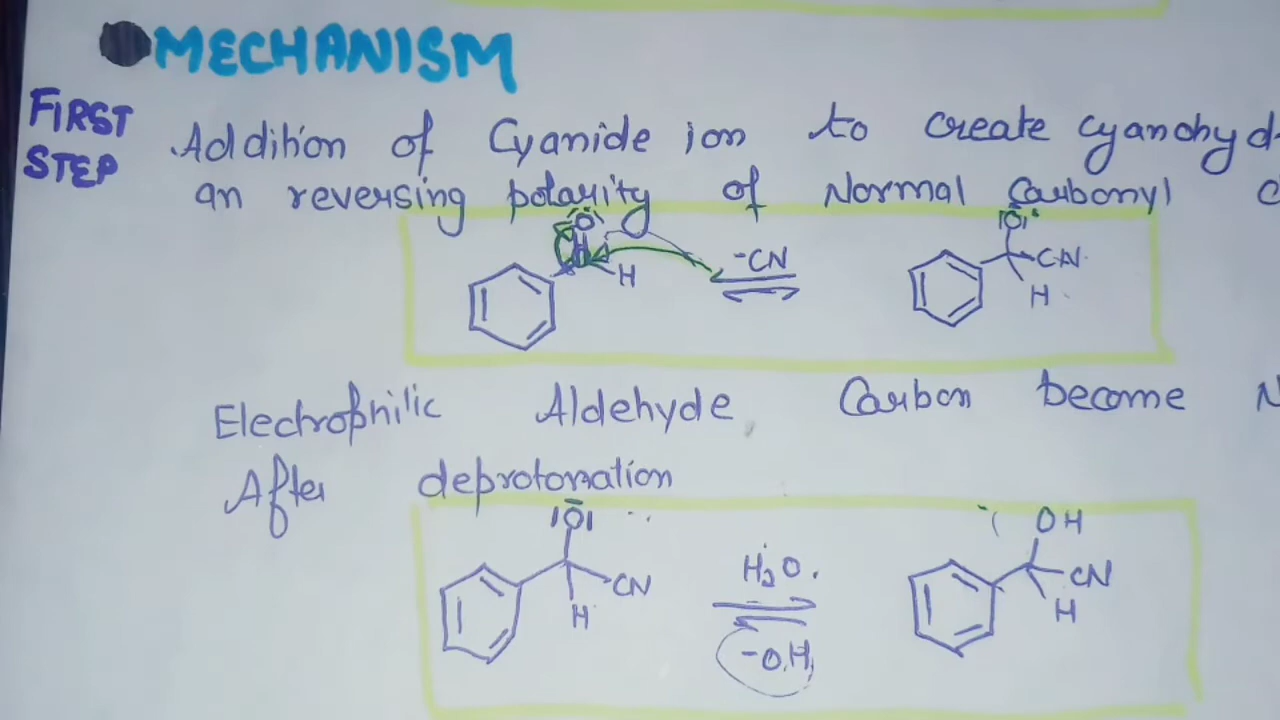 MECHANISM
FIRST
STEP
Addition of Cyanide ion to create cyanohyd
an reversing polarity of Normal Carbonyl
O
H
-CN
O
CN
H
Electrophilic Aldehyde Carbon become N
After deprotonation
O
CN
H
H2O
-OH
OH
CN
H